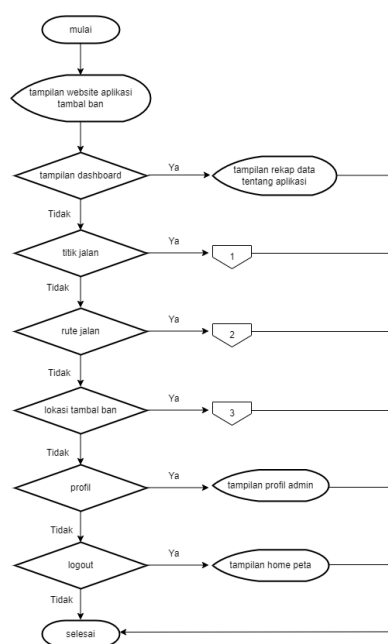 mulai
tampilan website aplikasi
tambal ban
tampilan dashboard
Ya
tampilan rekap data
tentang aplikasi
Tidak
titik jalan
Ya
1
Tidak
rute jalan
Ya
2
Tidak
lokasi tambal ban
Ya
3
Tidak
profil
Ya
tampilan profil admin
Tidak
logout
Ya
tampilan home peta
Tidak
selesai